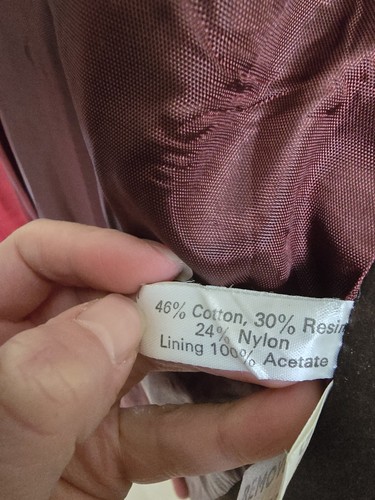 46% Cotton, 30% Resin
24% Nylon
Lining 100% Acetate